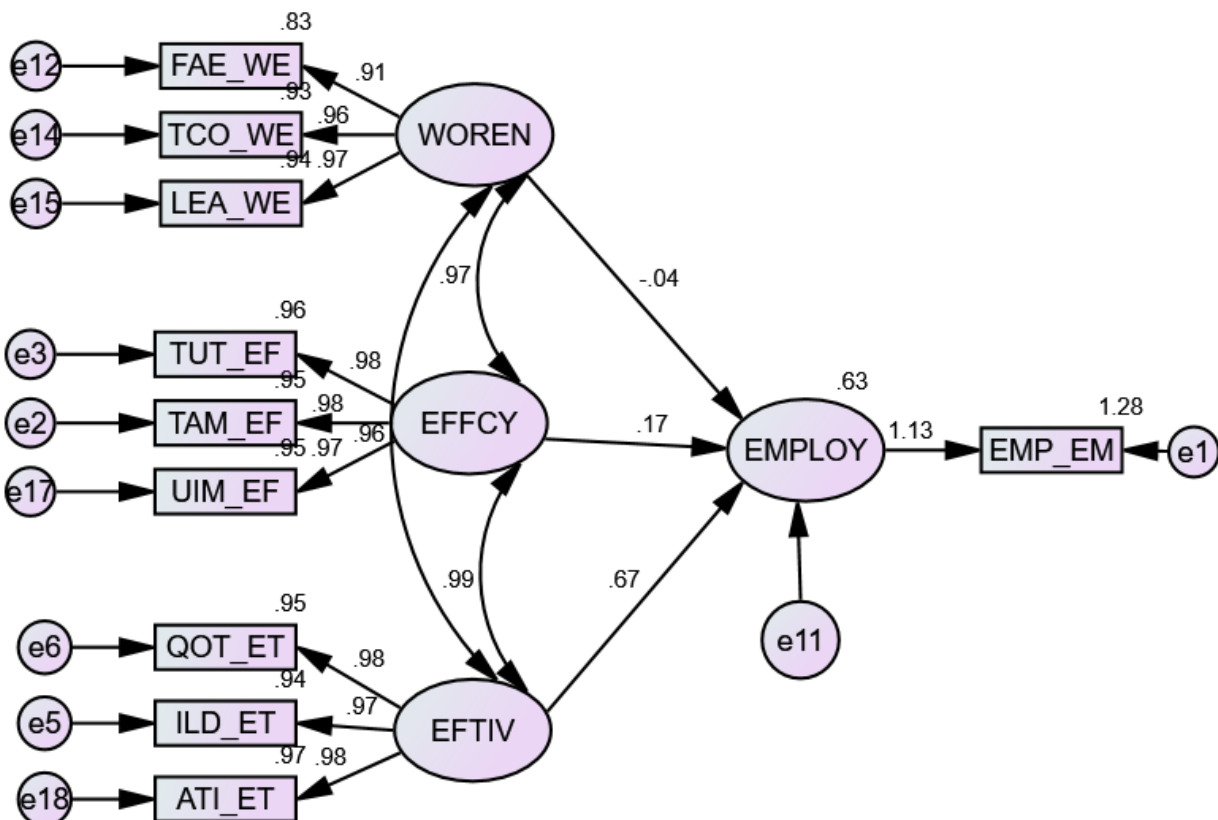 .83
e12
FAE_WE
.91
.93
e14
TCO_WE
.96
WOREN
.94
.97
e15
LEA_WE
.97
-.04
.96
e3
TUT_EF
.98
.95
e2
TAM_EF
.98
EFFCY
.17
.95
.97
.96
e17
UIM_EF
.63
EMPLOY
1.13
1.28
EMP_EM
e1
.99
.67
e11
.95
e6
QOT_ET
.98
.94
e5
ILD_ET
.97
EFTIV
.97
.98
e18
ATI_ET